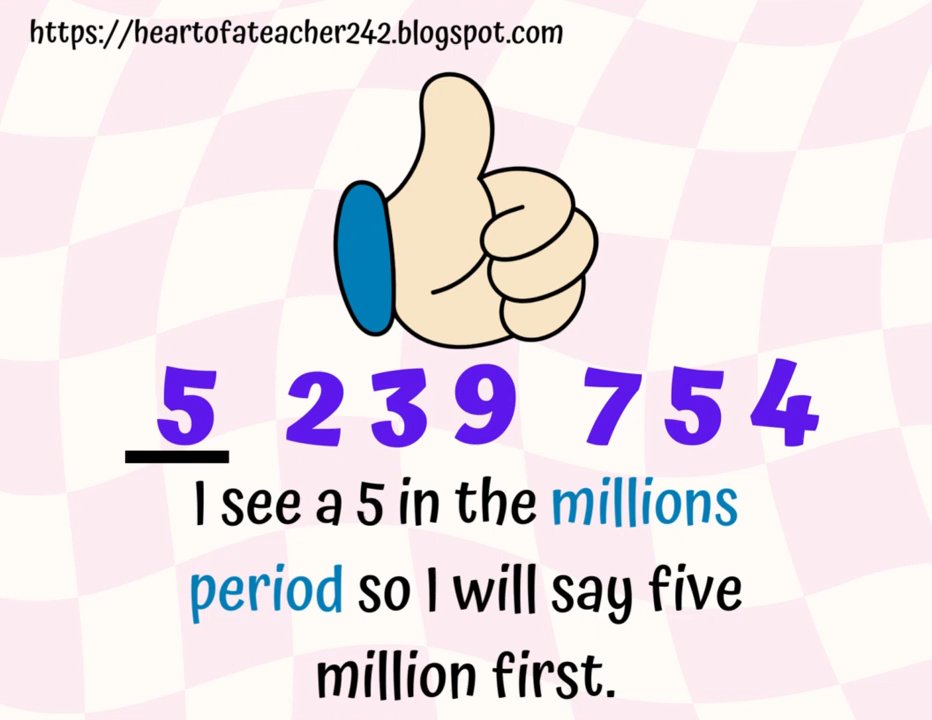 https://heartofateacher242.blogspot.com
5 239 754
I see a 5 in the millions
period so I will say five
million first.